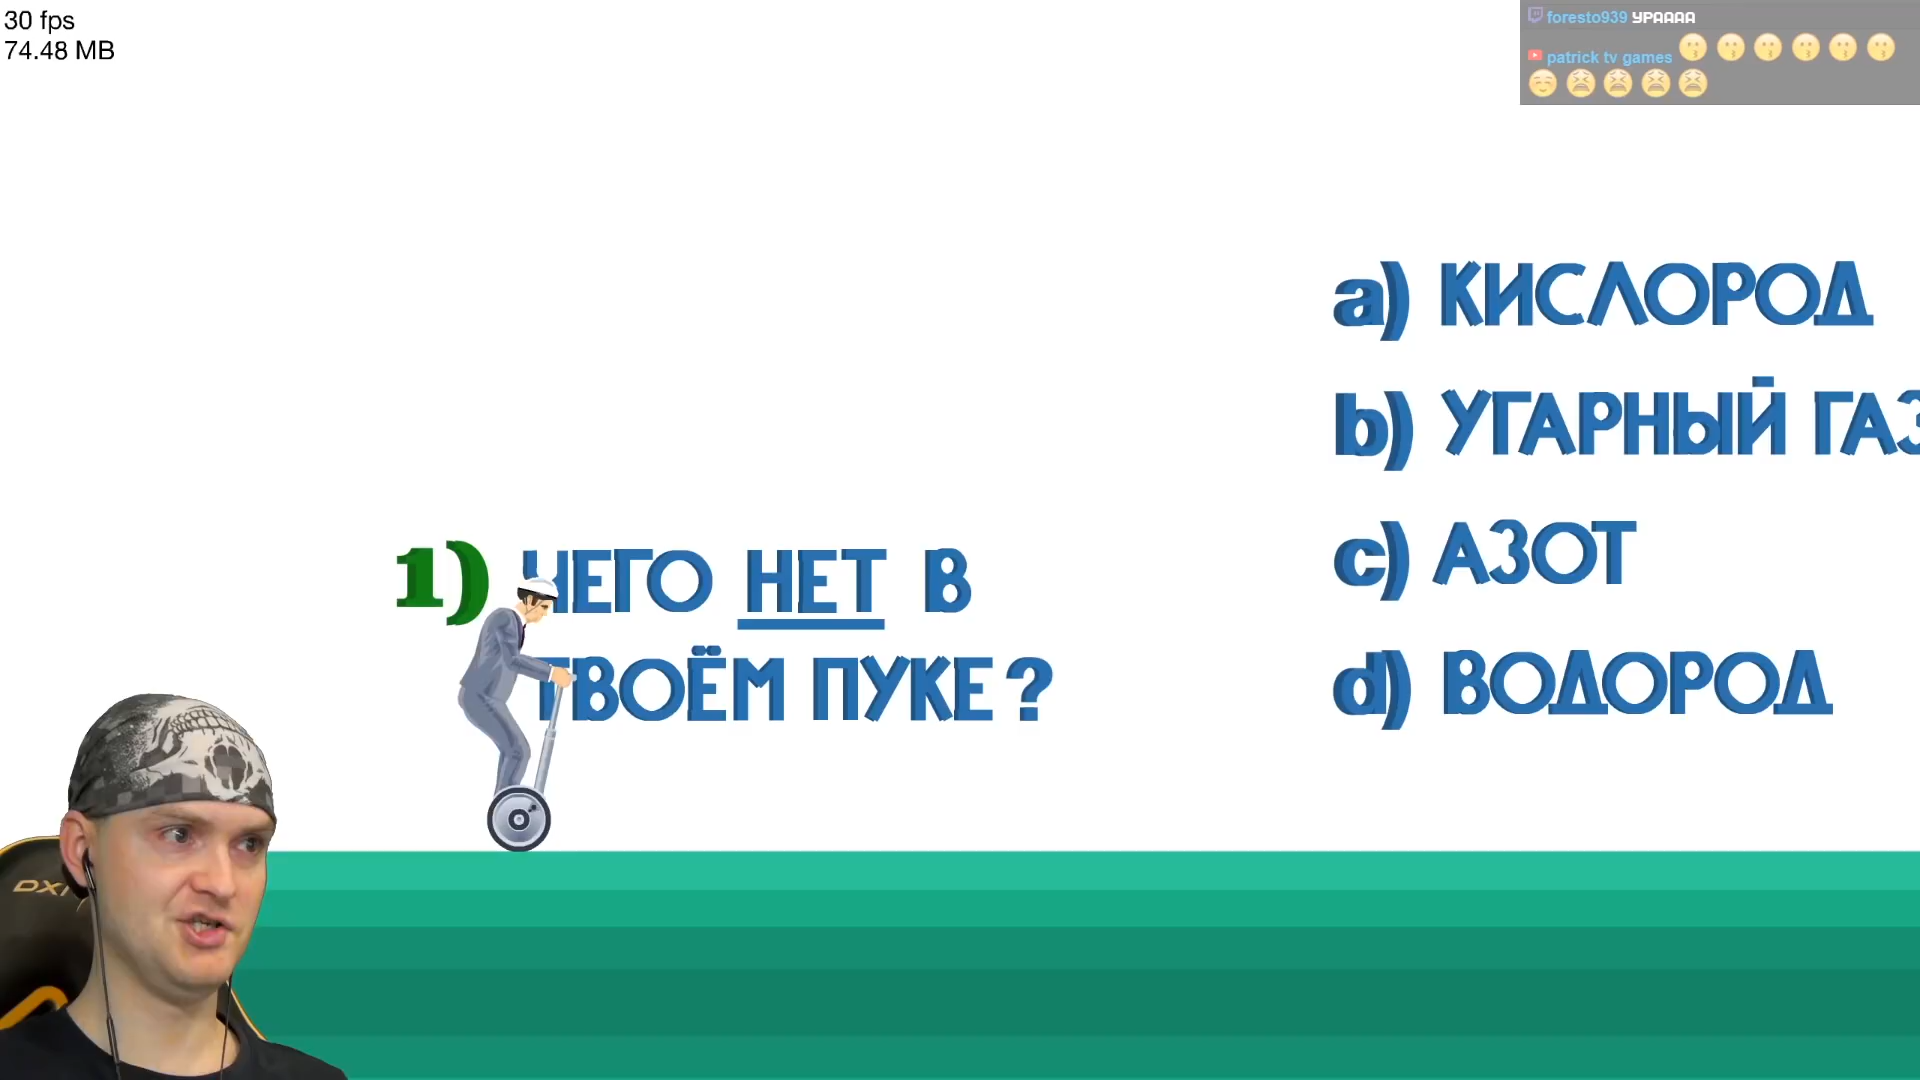 30 fps
74.48 MB
foresto939 УРАААА
patrick tv games
a) КИСЛОРОД
b) УГАРНЫЙ ГАЗ
1) ЧЕГО НЕТ В
ТВОЁМ ПУКЕ?
c) АЗОТ
d) ВОДОРОД